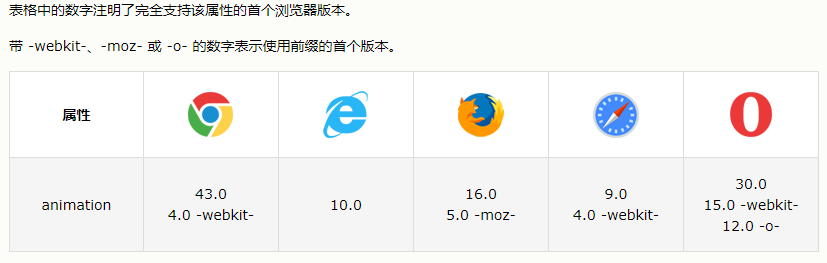 表格中的数字注明了完全支持该属性的首个浏览器版本。
带 -webkit-、-moz- 或 -o- 的数字表示使用前缀的首个版本。
属性
animation
43.0
4.0 -webkit-
10.0
16.0
5.0 -moz-
9.0
4.0 -webkit-
30.0
15.0 -webkit-
12.0 -o-